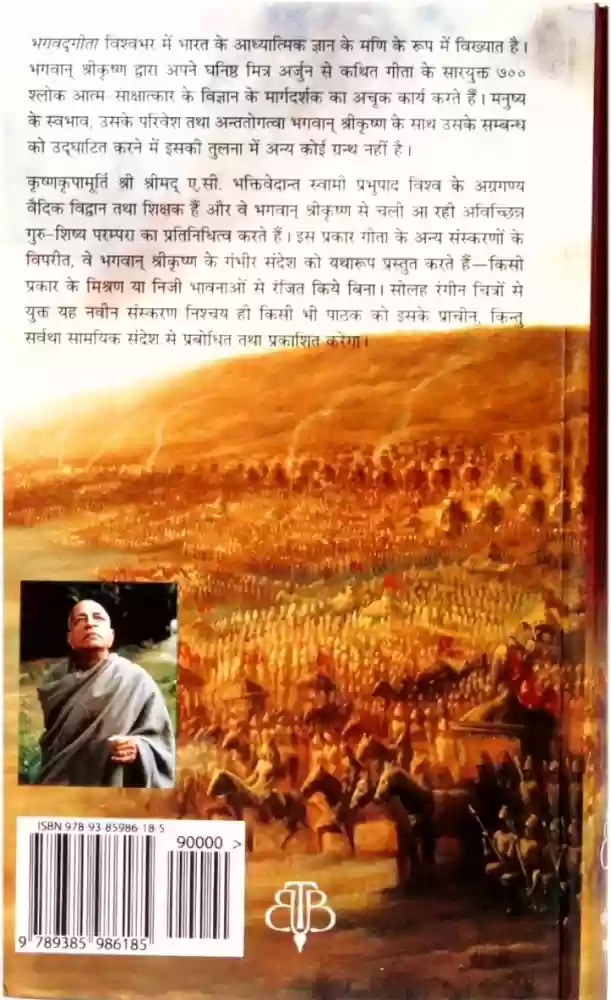 भगवद्‌गीता विश्वभर में भारत के आध्यात्मिक ज्ञान के मणि के रूप में विख्यात है।
भगवान् श्रीकृष्ण द्वारा अपने घनिष्ठ मित्र अर्जुन से कथित गीता के सारयुक्त ७००
श्लोक आत्म-साक्षात्कार के विज्ञान के मार्गदर्शक का अचूक कार्य करते हैं। मनुष्य
के स्वभाव, उसके परिवेश तथा अन्ततोगत्वा भगवान् श्रीकृष्ण के साथ उसके सम्बन्ध
को उद्‌घाटित करने में इसकी तुलना में अन्य कोई ग्रन्थ नहीं है।
कृष्णकृपामूर्ति श्री श्रीमद् ए.सी. भक्तिवेदान्त स्वामी प्रभुपाद विश्व के अग्रगण्य
वैदिक विद्वान तथा शिक्षक हैं और वे भगवान् श्रीकृष्ण से चली आ रही अविच्छिन्न
गुरु-शिष्य परम्परा का प्रतिनिधित्व करते हैं। इस प्रकार गीता के अन्य संस्करणों के
विपरीत, वे भगवान् श्रीकृष्ण के गंभीर संदेश को यथारूप प्रस्तुत करते हैं—किसी
प्रकार के मिश्रण या निजी भावनाओं से रंजित किये बिना। सोलह रंगीन चित्रों से
युक्त यह नवीन संस्करण निश्चय ही किसी भी पाठक को इसके प्राचीन, किन्तु
सर्वथा सामयिक संदेश से प्रबोधित तथा प्रकाशित करेगा।
ISBN 978-93-85986-18-5
90000 >
9 789385 986185
BTB